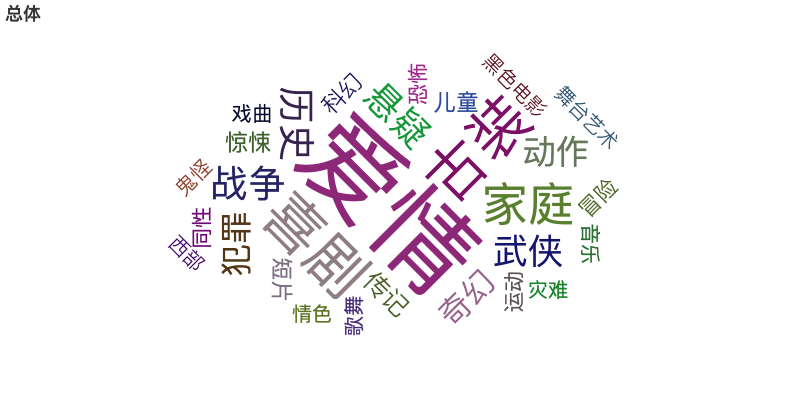 总体
爱情
古装
喜剧
家庭
战争
历史
悬疑
动作
武侠
犯罪
奇幻
传记
科幻
恐怖
儿童
黑色电影
舞台艺术
戏曲
惊悚
鬼怪
同性
西部
短片
情色
歌舞
运动
灾难
音乐
冒险